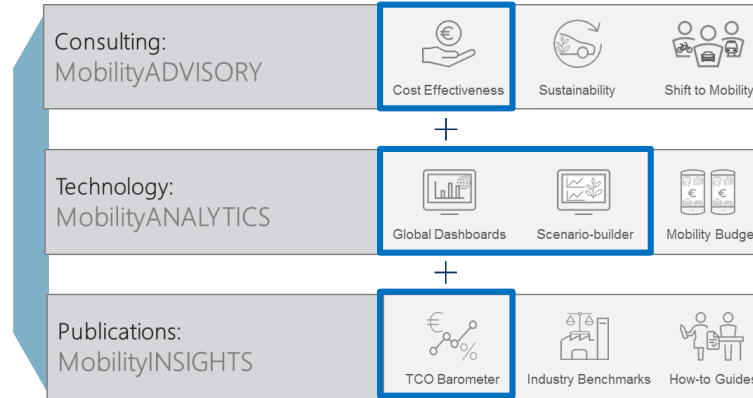 Consulting:
MobilityADVISORY
Cost Effectiveness
Sustainability
Shift to Mobility
+
Technology:
MobilityANALYTICS
Global Dashboards
Scenario-builder
Mobility Budge
+
Publications:
MobilityINSIGHTS
TCO Barometer
Industry Benchmarks
How-to Guides